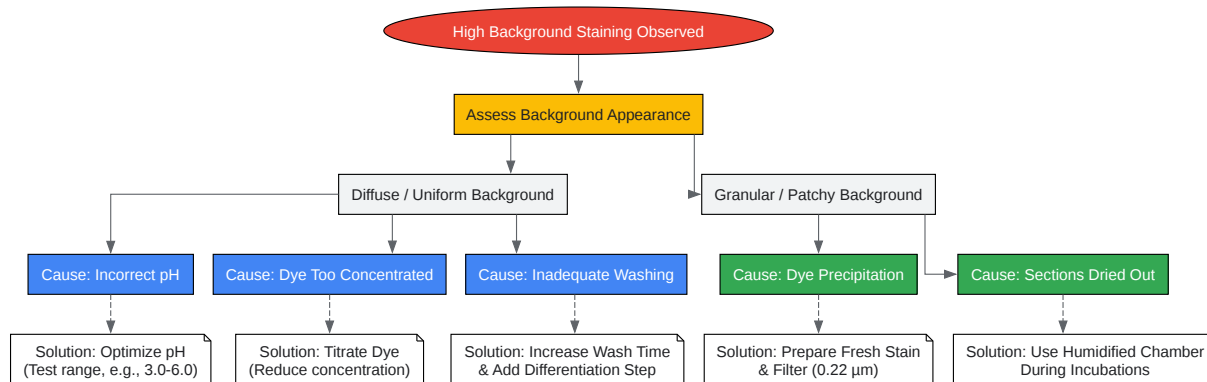 High Background Staining Observed
Assess Background Appearance
Diffuse / Uniform Background
Granular / Patchy Background
Cause: Incorrect pH
Cause: Dye Too Concentrated
Cause: Inadequate Washing
Cause: Dye Precipitation
Cause: Sections Dried Out
Solution: Optimize pH
(Test range, e.g., 3.0-6.0)
Solution: Titrate Dye
(Reduce concentration)
Solution: Increase Wash Time
& Add Differentiation Step
Solution: Prepare Fresh Stain
& Filter (0.22 µm)
Solution: Use Humidified Chamber
During Incubations